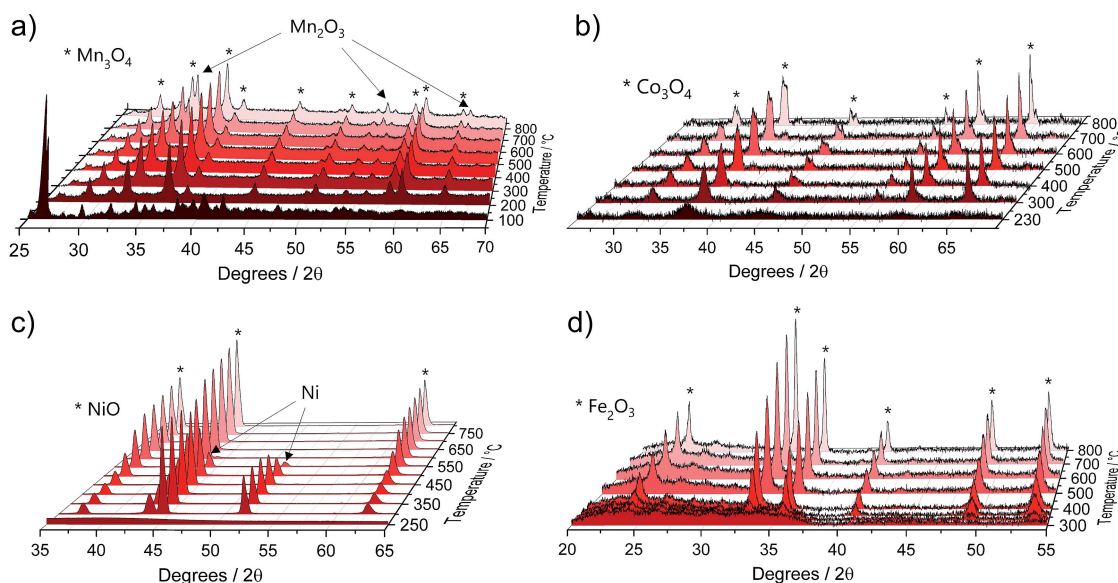 a)
Mn₂O₃
* Mn₃O₄
* * * * * * * * *
800
700
600
500
400
300
200
100
Temperature / °C
25 30 35 40 45 50 55 60 65 70
Degrees / 2θ
b)
* Co₃O₄
* * * * * *
800
700
600
500
400
300
230
Temperature / °C
30 35 40 45 50 55 60 65
Degrees / 2θ
c)
* NiO
Ni
* * *
750
650
550
450
350
250
Temperature / °C
35 40 45 50 55 60 65
Degrees / 2θ
d)
* Fe₂O₃
* * * * * *
800
700
600
500
400
300
Temperature / °C
20 25 30 35 40 45 50 55
Degrees / 2θ